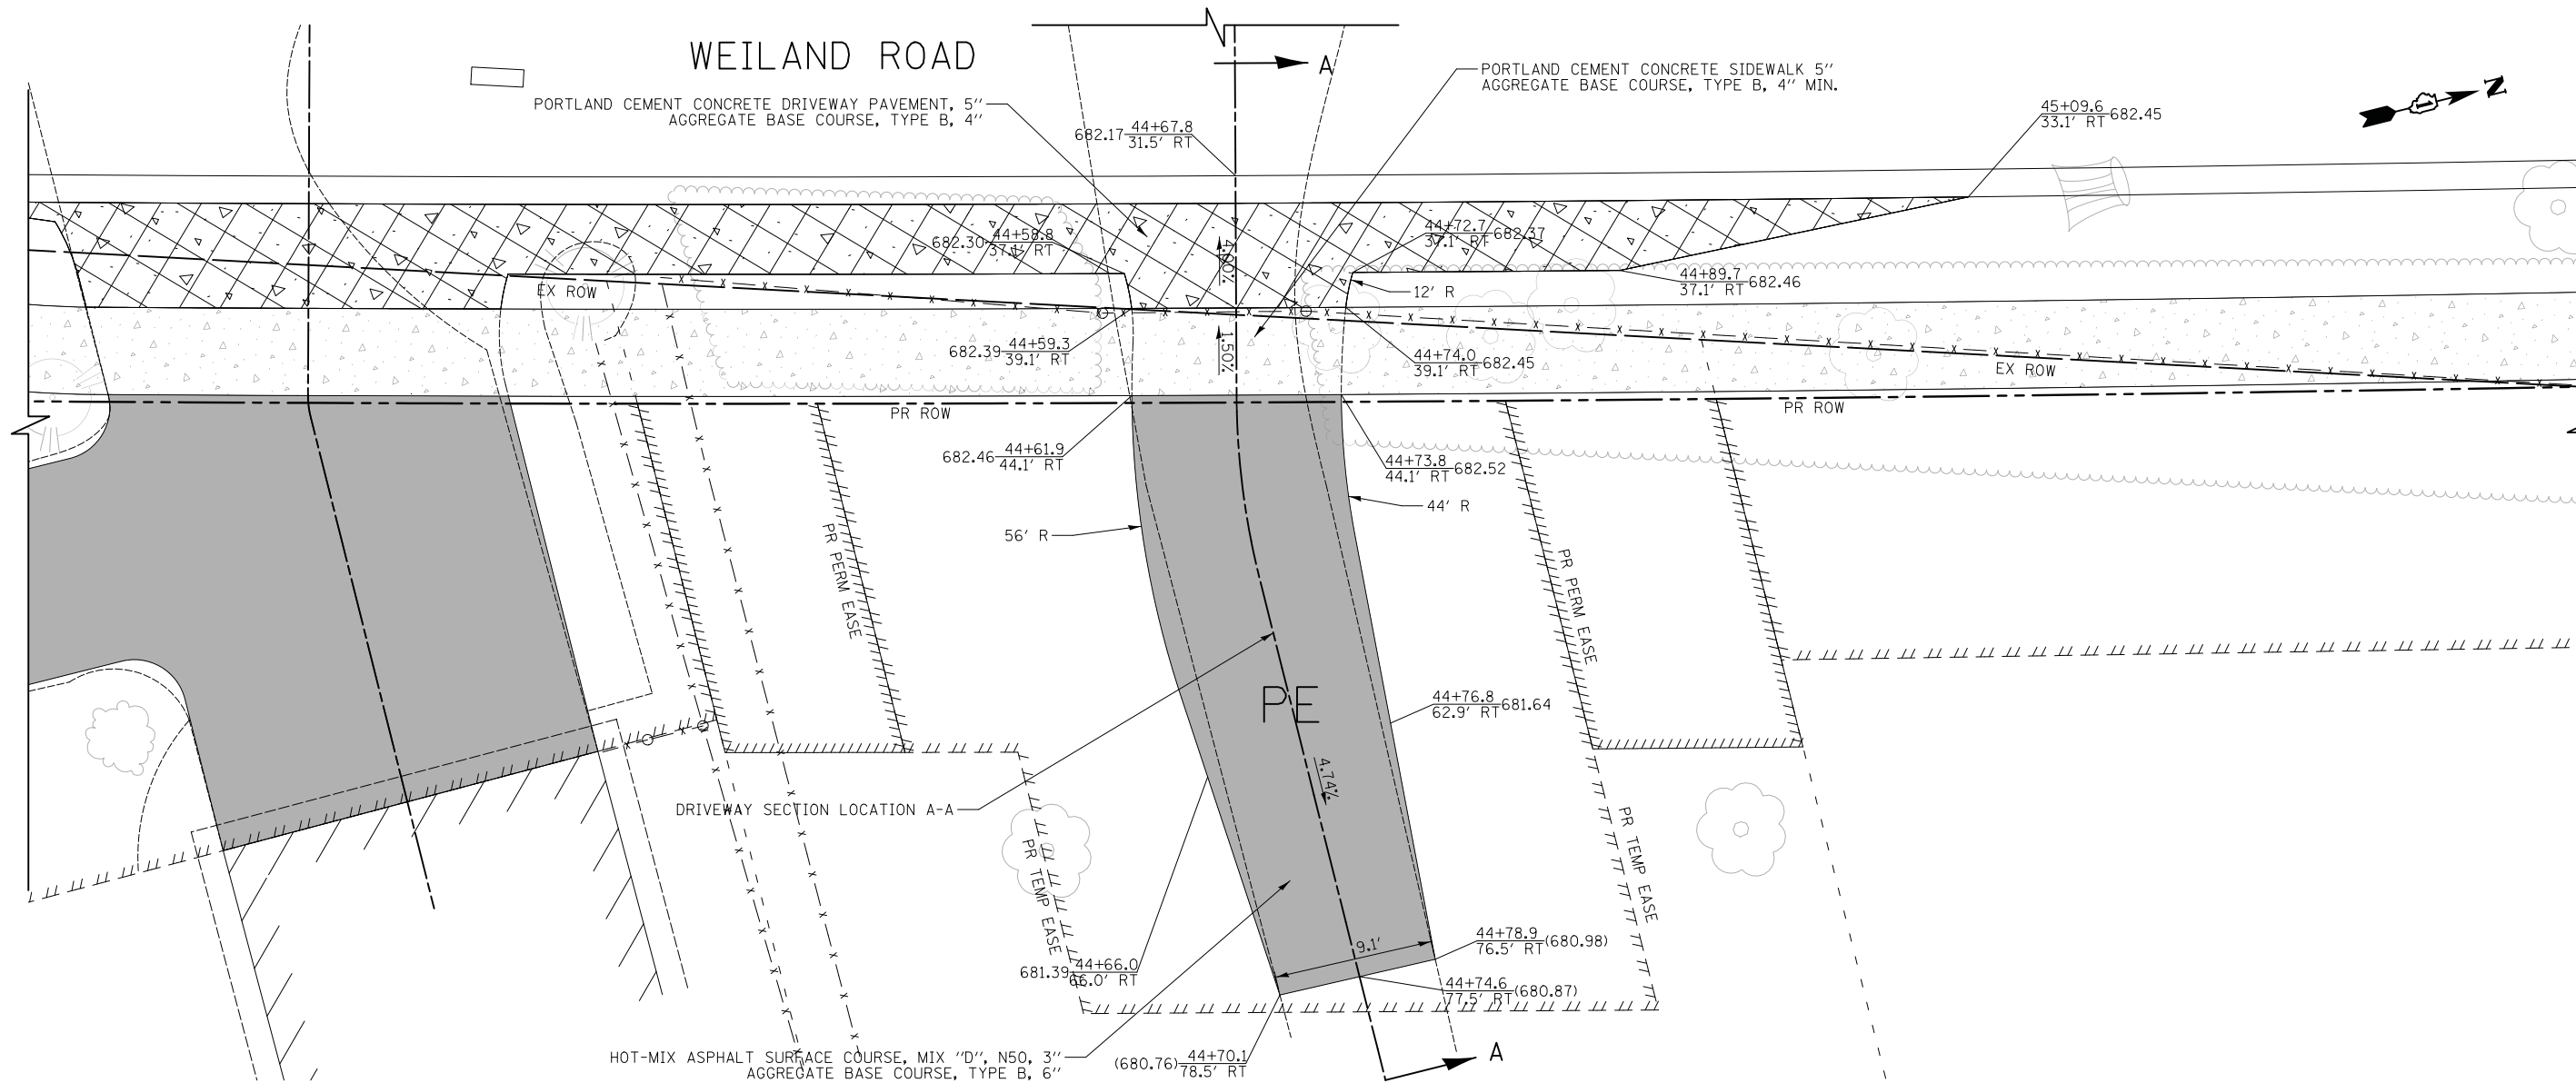 WEILAND ROAD
A
PORTLAND CEMENT CONCRETE SIDEWALK 5"
AGGREGATE BASE COURSE, TYPE B, 4" MIN.
PORTLAND CEMENT CONCRETE DRIVEWAY PAVEMENT, 5"
AGGREGATE BASE COURSE, TYPE B, 4"
N
45+09.6
33.1' RT
682.45
682.17
44+67.8
31.5' RT
682.30
44+58.8
37.1' RT
4.00%
44+72.7
37.1' RT
682.37
44+89.7
37.1' RT
682.46
EX ROW
12' R
682.39
44+59.3
39.1' RT
1.50%
44+74.0
39.1' RT
682.45
EX ROW
PR ROW
PR ROW
682.46
44+61.9
44.1' RT
44+73.8
44.1' RT
682.52
44' R
56' R
PR PERM EASE
PR PERM EASE
PE
44+76.8
62.9' RT
681.64
4.74%
DRIVEWAY SECTION LOCATION A-A
PR TEMP EASE
PR TEMP EASE
9.1'
44+78.9
76.5' RT
(680.98)
681.39
44+66.0
66.0' RT
44+74.6
77.5' RT
(680.87)
HOT-MIX ASPHALT SURFACE COURSE, MIX "D", N50, 3"
AGGREGATE BASE COURSE, TYPE B, 6"
(680.76)
44+70.1
78.5' RT
A